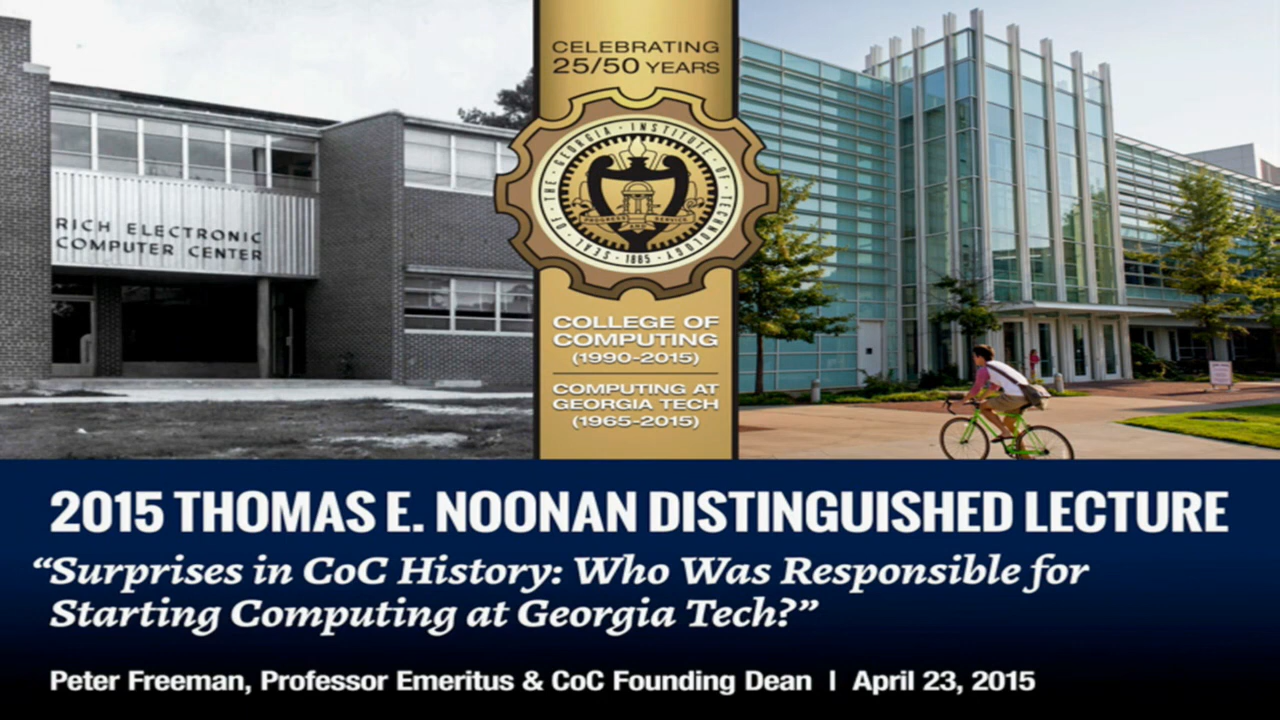 CELEBRATING
25/50 YEARS
RICH ELECTRONIC
COMPUTER CENTER
SEAL · OF · THE · GEORGIA · INSTITUTE · OF · TECHNOLOGY
PROGRESS AND SERVICE
1885
COLLEGE OF
COMPUTING
(1990-2015)
COMPUTING AT
GEORGIA TECH
(1965-2015)
2015 THOMAS E. NOONAN DISTINGUISHED LECTURE
“Surprises in CoC History: Who Was Responsible for
Starting Computing at Georgia Tech?”
Peter Freeman, Professor Emeritus & CoC Founding Dean | April 23, 2015